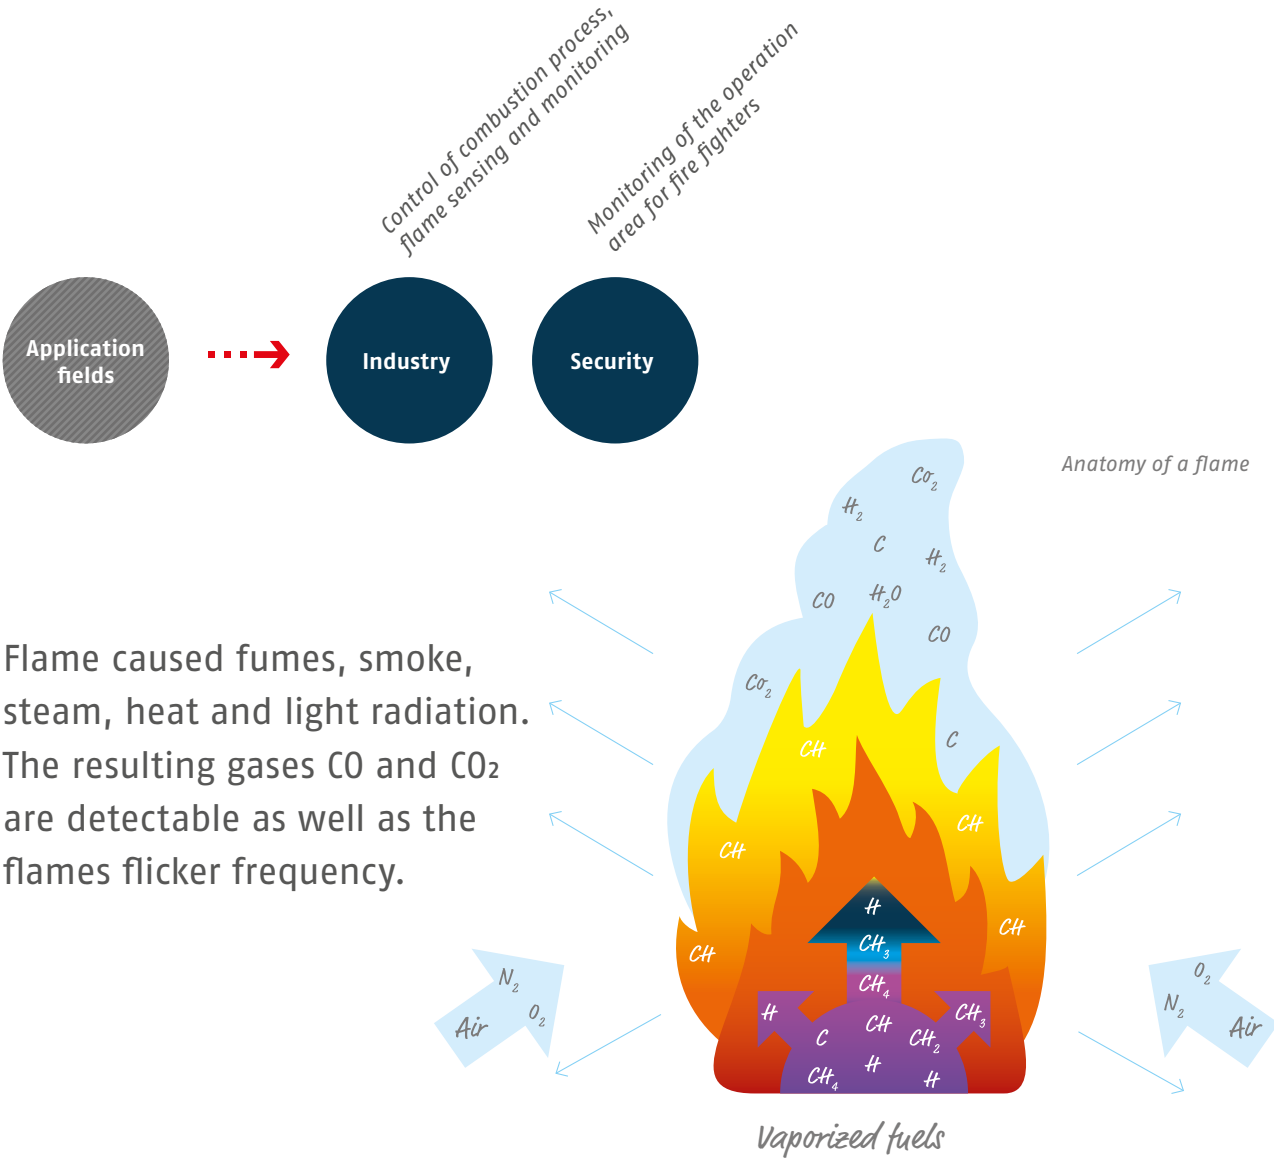 Control of combustion process,
flame sensing and monitoring
Monitoring of the operation
area for fire fighters
Application
fields
Industry
Security
Anatomy of a flame
Co₂
H₂
C
H₂
CO
H₂O
CO
Co₂
C
Flame caused fumes, smoke,
steam, heat and light radiation.
The resulting gases CO and CO₂
are detectable as well as the
flames flicker frequency.
CH
CH
CH
CH
CH
H
CH₃
CH₄
H
CH₃
C
CH
CH₂
CH₄
H
H
N₂
O₂
Air
O₂
N₂
Air
Vaporized fuels